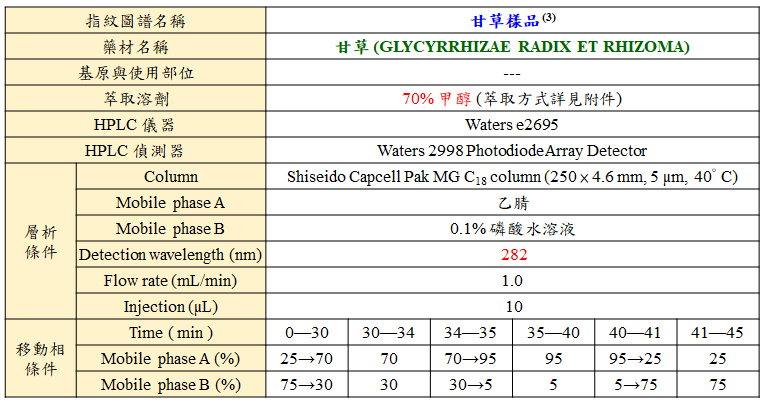 指紋圖譜名稱 甘草樣品(3)
藥材名稱 甘草 (GLYCYRRHIZAE RADIX ET RHIZOMA)
基原與使用部位 ---
萃取溶劑 70% 甲醇 (萃取方式詳見附件)
HPLC 儀器 Waters e2695
HPLC 偵測器 Waters 2998 Photodiode Array Detector
層析條件
Column Shiseido Capcell Pak MG C18 column (250 x 4.6 mm, 5 μm, 40° C)
Mobile phase A 乙腈
Mobile phase B 0.1% 磷酸水溶液
Detection wavelength (nm) 282
Flow rate (mL/min) 1.0
Injection (μL) 10
移動相條件
Time ( min ) 0—30 30—34 34—35 35—40 40—41 41—45
Mobile phase A (%) 25→70 70 70→95 95 95→25 25
Mobile phase B (%) 75→30 30 30→5 5 5→75 75